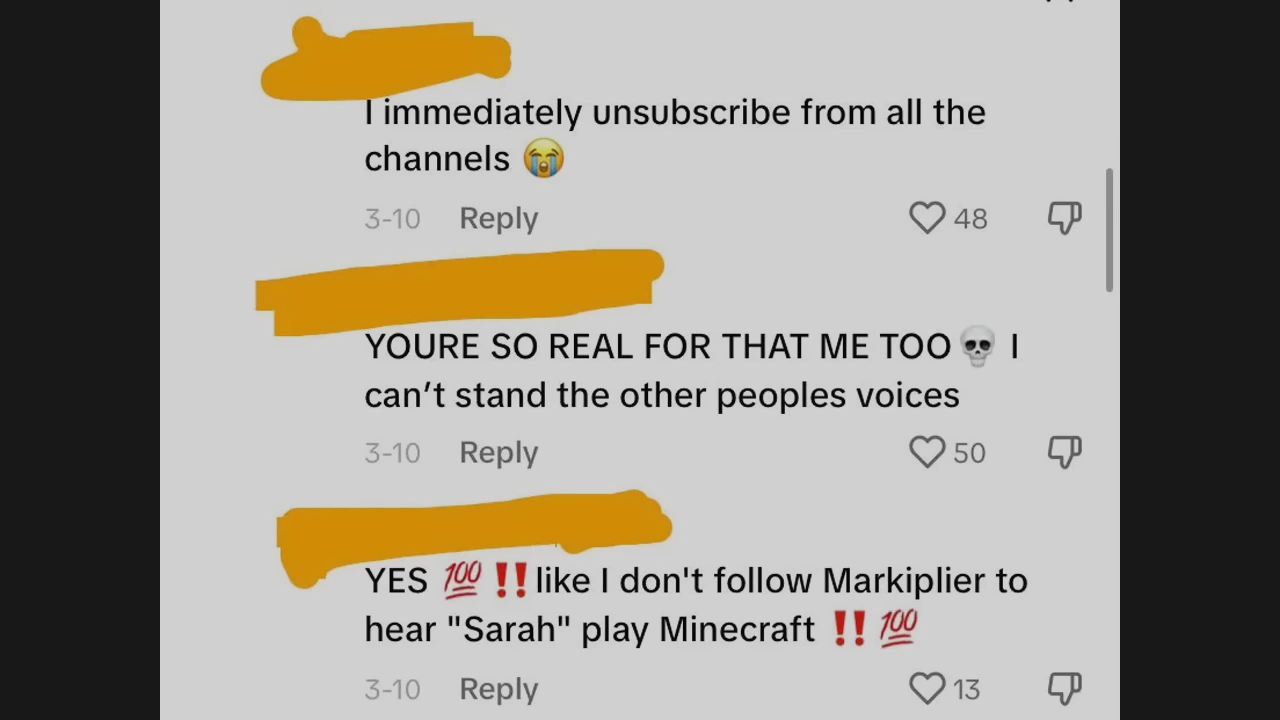 I immediately unsubscribe from all the
channels 😭
3-10 Reply 48
YOURE SO REAL FOR THAT ME TOO💀 I
can’t stand the other peoples voices
3-10 Reply 50
YES 💯‼️like I don't follow Markiplier to
hear "Sarah" play Minecraft ‼️💯
3-10 Reply 13